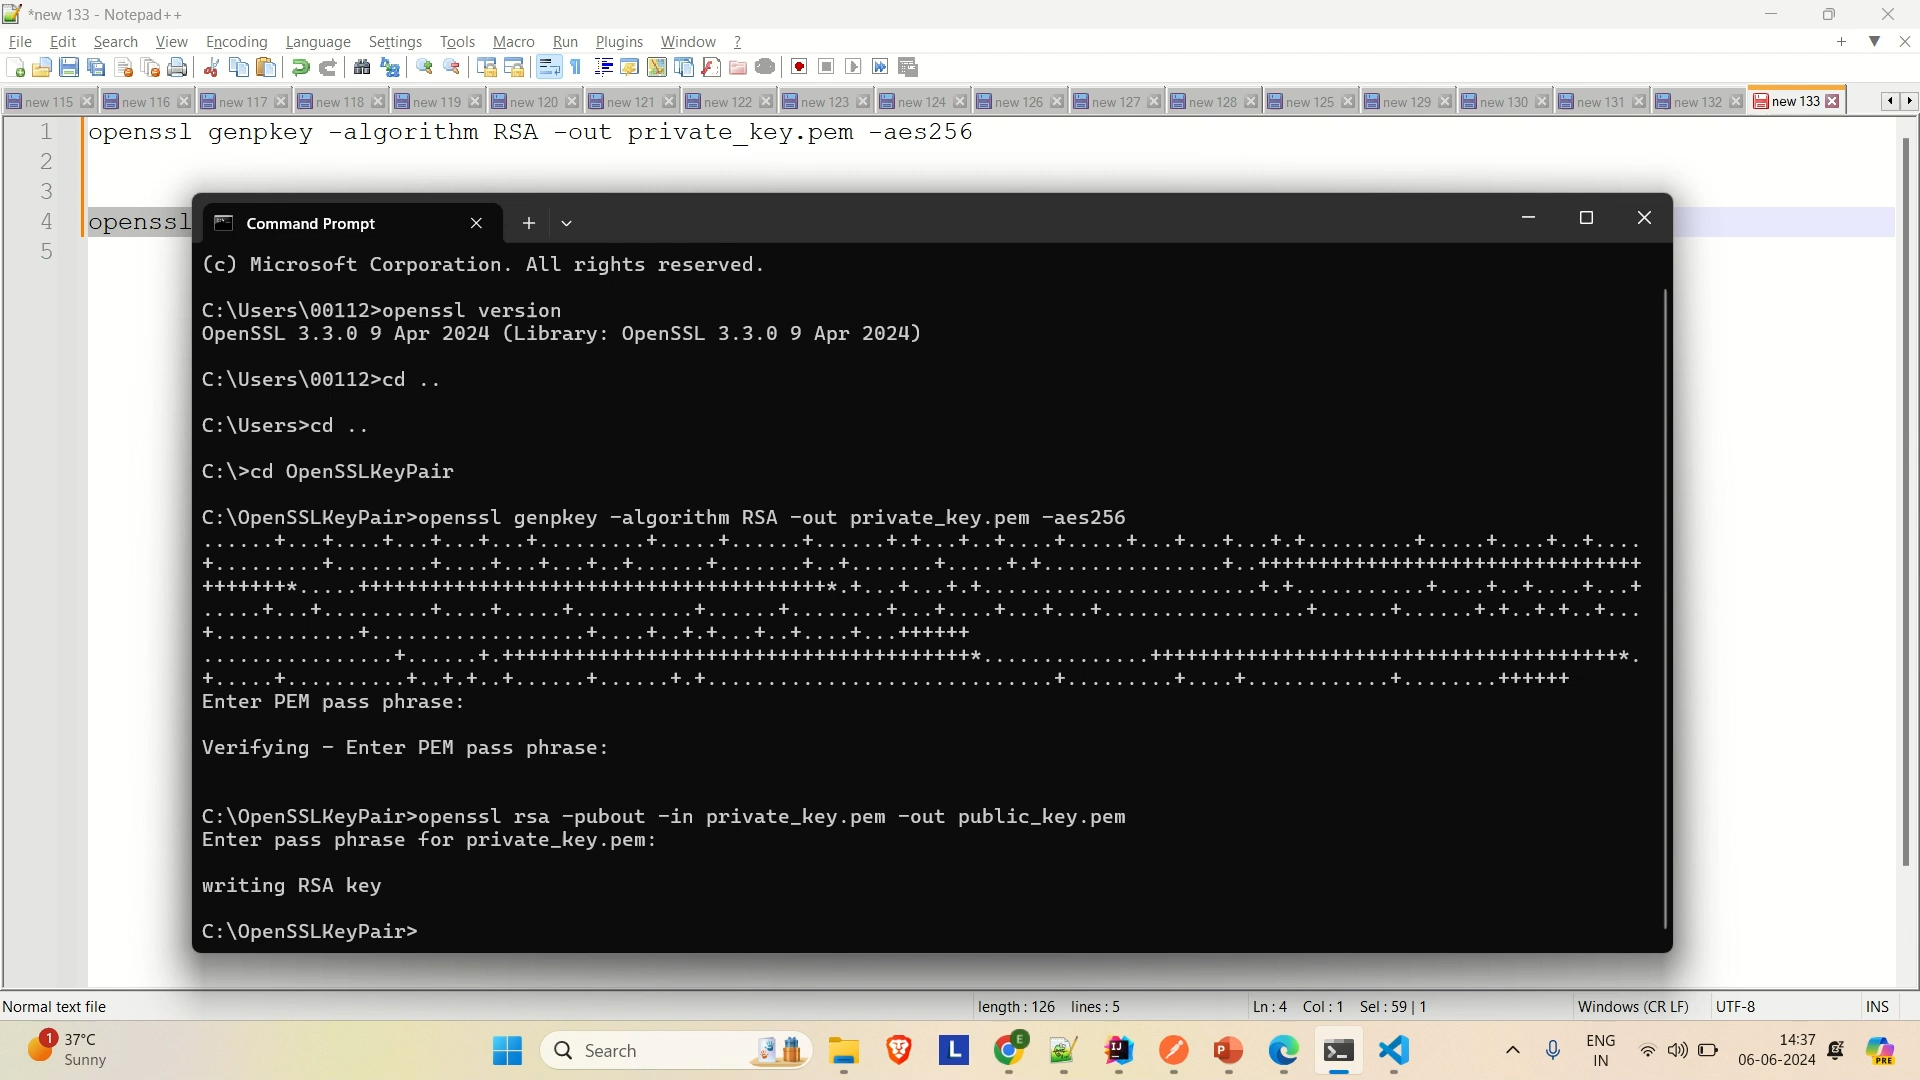 *new 133 - Notepad++
File Edit Search View Encoding Language Settings Tools Macro Run Plugins Window ?
new 115 new 116 new 117 new 118 new 119 new 120 new 121 new 122 new 123 new 124 new 126 new 127 new 128 new 125 new 129 new 130 new 131 new 132 new 133
1 openssl genpkey -algorithm RSA -out private_key.pem -aes256
2
3
4 openssl
5
Command Prompt
(c) Microsoft Corporation. All rights reserved.
C:\Users\00112>openssl version
OpenSSL 3.3.0 9 Apr 2024 (Library: OpenSSL 3.3.0 9 Apr 2024)
C:\Users\00112>cd ..
C:\Users>cd ..
C:\>cd OpenSSLKeyPair
C:\OpenSSLKeyPair>openssl genpkey -algorithm RSA -out private_key.pem -aes256
Enter PEM pass phrase:
Verifying - Enter PEM pass phrase:
C:\OpenSSLKeyPair>openssl rsa -pubout -in private_key.pem -out public_key.pem
Enter pass phrase for private_key.pem:
writing RSA key
C:\OpenSSLKeyPair>
Normal text file length : 126 lines : 5 Ln : 4 Col : 1 Sel : 59 | 1 Windows (CR LF) UTF-8 INS
1 37°C
Sunny
Search
L
E
IJ
P
ENG
IN
14:37
06-06-2024
PRE